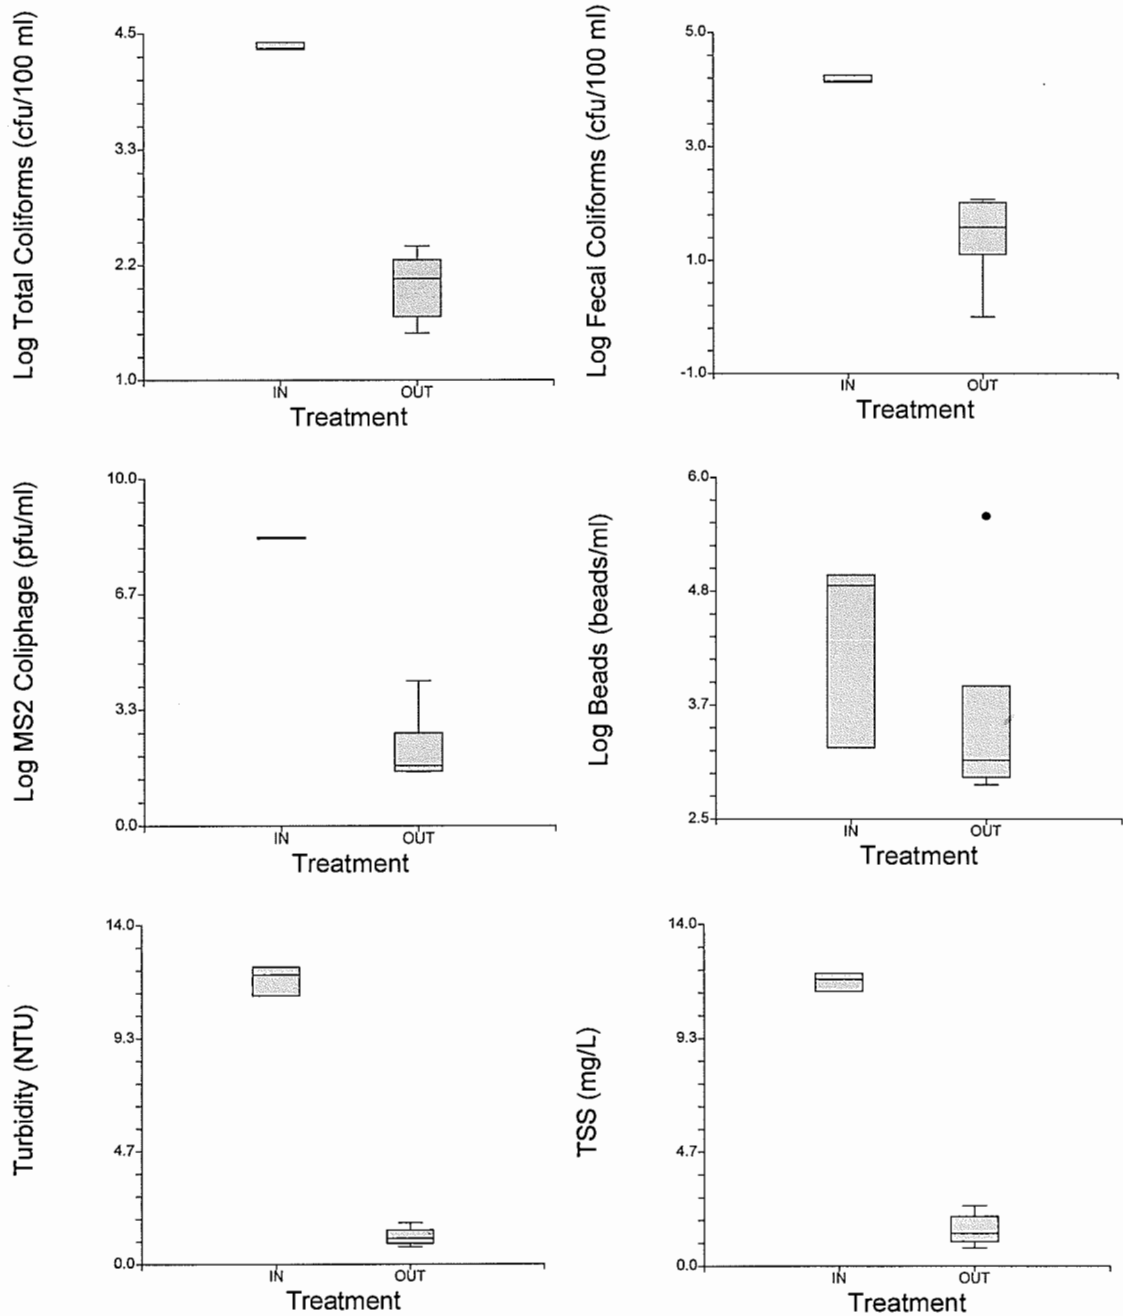 Log Total Coliforms (cfu/100 ml)
4.5
3.3
2.2
1.0
IN
OUT
Treatment
Log Fecal Coliforms (cfu/100 ml)
5.0
3.0
1.0
-1.0
IN
OUT
Treatment
Log MS2 Coliphage (pfu/ml)
10.0
6.7
3.3
0.0
IN
OUT
Treatment
Log Beads (beads/ml)
6.0
4.8
3.7
2.5
IN
OUT
Treatment
Turbidity (NTU)
14.0
9.3
4.7
0.0
IN
OUT
Treatment
TSS (mg/L)
14.0
9.3
4.7
0.0
IN
OUT
Treatment